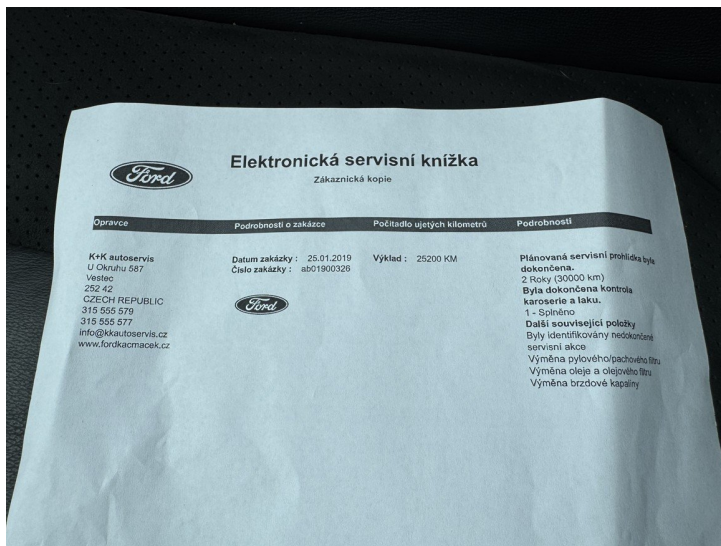 Ford
Elektronická servisní knížka
Zákaznická kopie
Opravce
Podrobnosti o zakázce
Počitadlo ujetých kilometrů
Podrobnosti
K+K autoservis
U Okruhu 587
Vestec
252 42
CZECH REPUBLIC
315 555 579
315 555 577
info@kkautoservis.cz
www.fordkacmacek.cz
Datum zakázky : 25.01.2019
Číslo zakázky : ab01900326
Ford
Výklad : 25200 KM
Plánovaná servisní prohlídka byla
dokončena.
2 Roky (30000 km)
Byla dokončena kontrola
karoserie a laku.
1 - Splněno
Další související položky
Byly identifikovány nedokončené
servisní akce
Výměna pylového/pachového filtru
Výměna oleje a olejového filtru
Výměna brzdové kapaliny